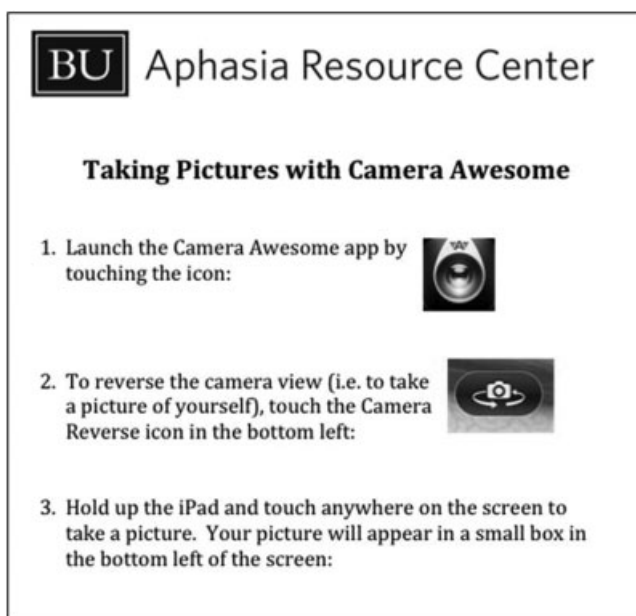 BU Aphasia Resource Center
Taking Pictures with Camera Awesome
1. Launch the Camera Awesome app by
touching the icon:
2. To reverse the camera view (i.e. to take
a picture of yourself), touch the Camera
Reverse icon in the bottom left:
3. Hold up the iPad and touch anywhere on the screen to
take a picture. Your picture will appear in a small box in
the bottom left of the screen: